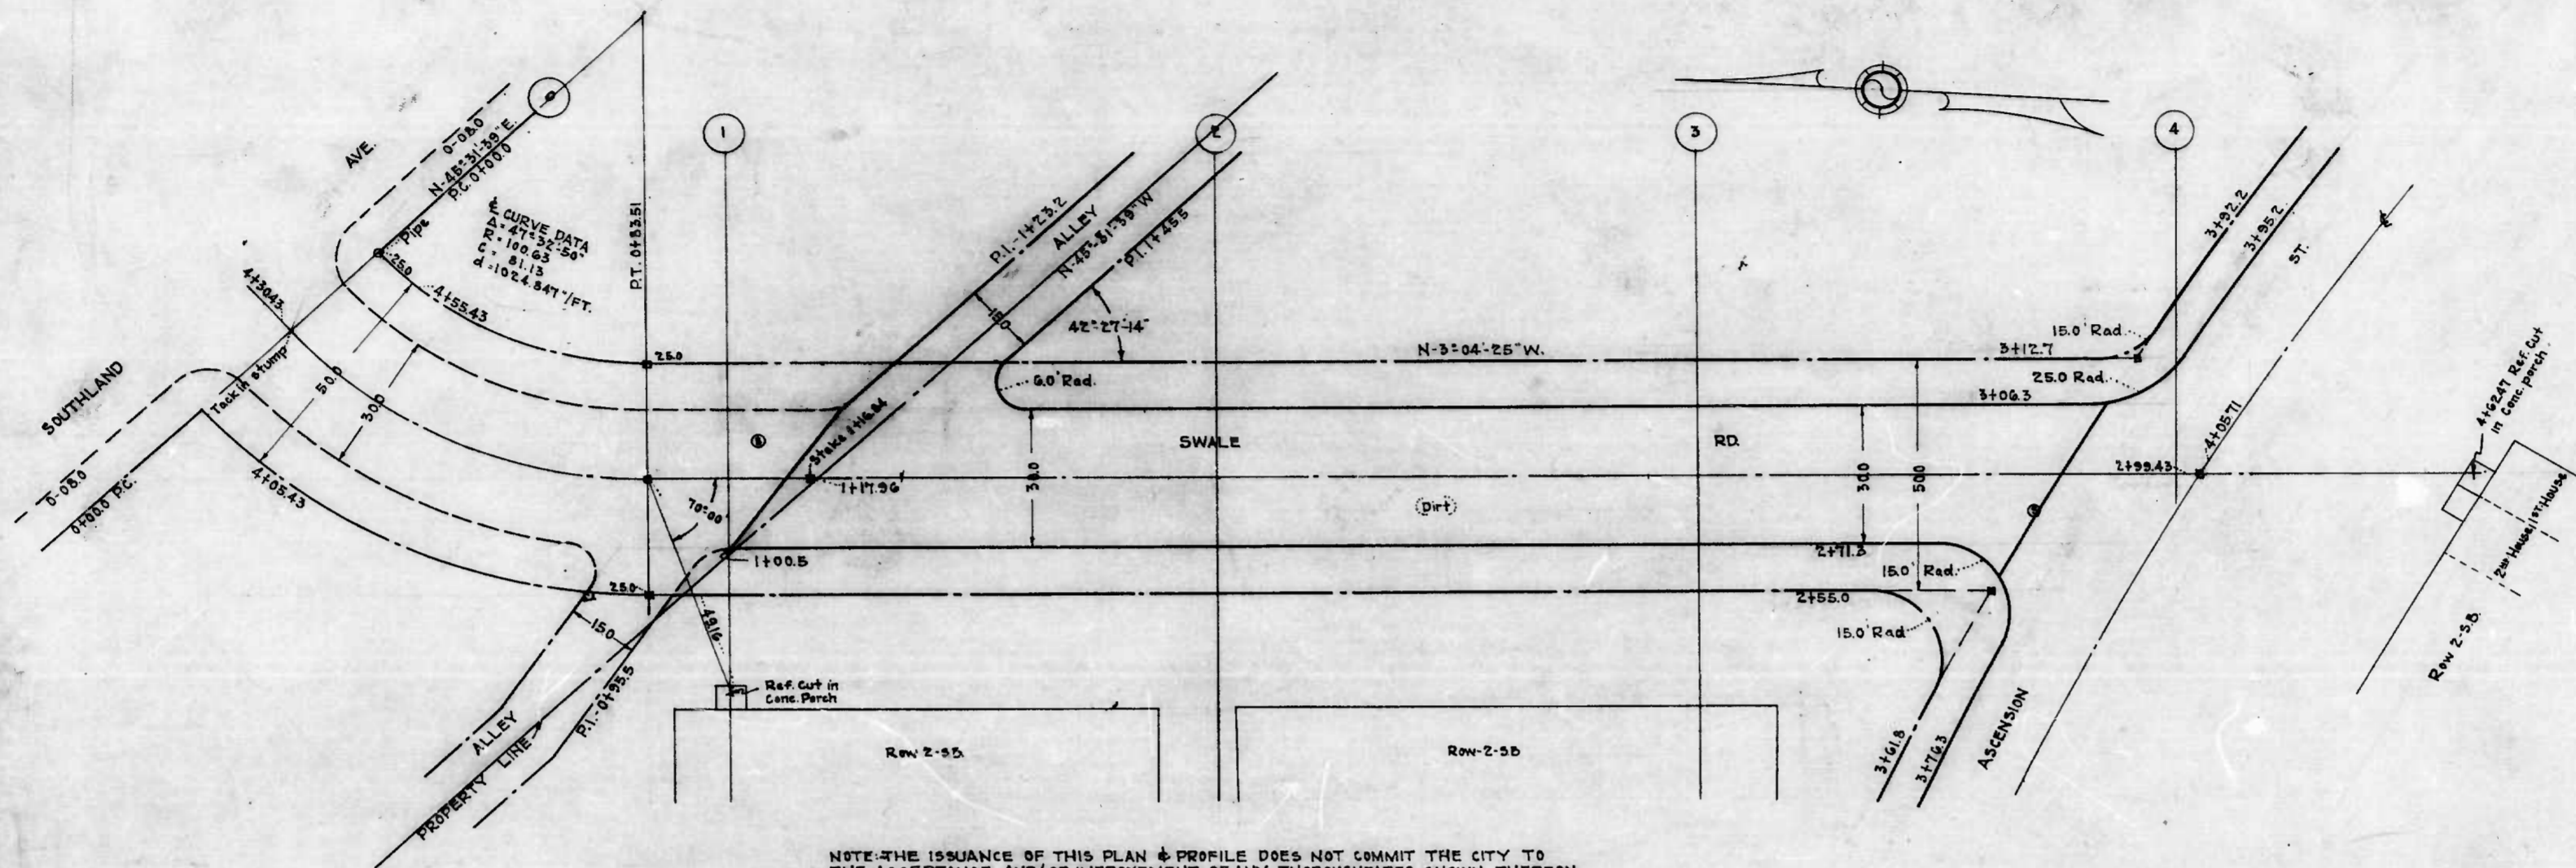 AVE.
0-08.0
N-45°-31'-39" E.
P.C. 0+00.0
0
1
2
3
4
℄ CURVE DATA
Δ = 47°-32'-50"
R = 100.63
C = 81.13
d = 1024.847"/FT.
P.T. 0+83.51
Pipe
25.0
4+55.43
4+30.43
Tack in stump
50.0
30.0
SOUTHLAND
0-08.0
0+00.0 P.C.
4+05.43
25.0
25.0
15.0
ALLEY
PROPERTY LINE
P.I.-0+95.5
70°-00'
49.16
Ref. Cut in
Conc. Porch
1+00.5
Stake 1+16.84
1+17.96
P.I.-1+23.2
ALLEY
N-45°-31'-39" W
P.I. 1+45.5
15.0
42°-27'-14"
6.0' Rad.
N-3°-04'-25" W.
SWALE
RD.
(Dirt)
30.0
30.0
50.0
3+12.7
3+06.3
15.0' Rad.
25.0 Rad.
3+92.2
3+95.2
ST.
℄
4+05.71
2+99.43
2+71.3
15.0' Rad.
2+55.0
15.0' Rad
3+61.8
3+76.3
ASCENSION
4+62.47 Ref. Cut
in Conc. porch
1st House
2nd House
Row 2-S.B.
Row 2-S.B.
Row-2-S.B
NOTE:-THE ISSUANCE OF THIS PLAN & PROFILE DOES NOT COMMIT THE CITY TO